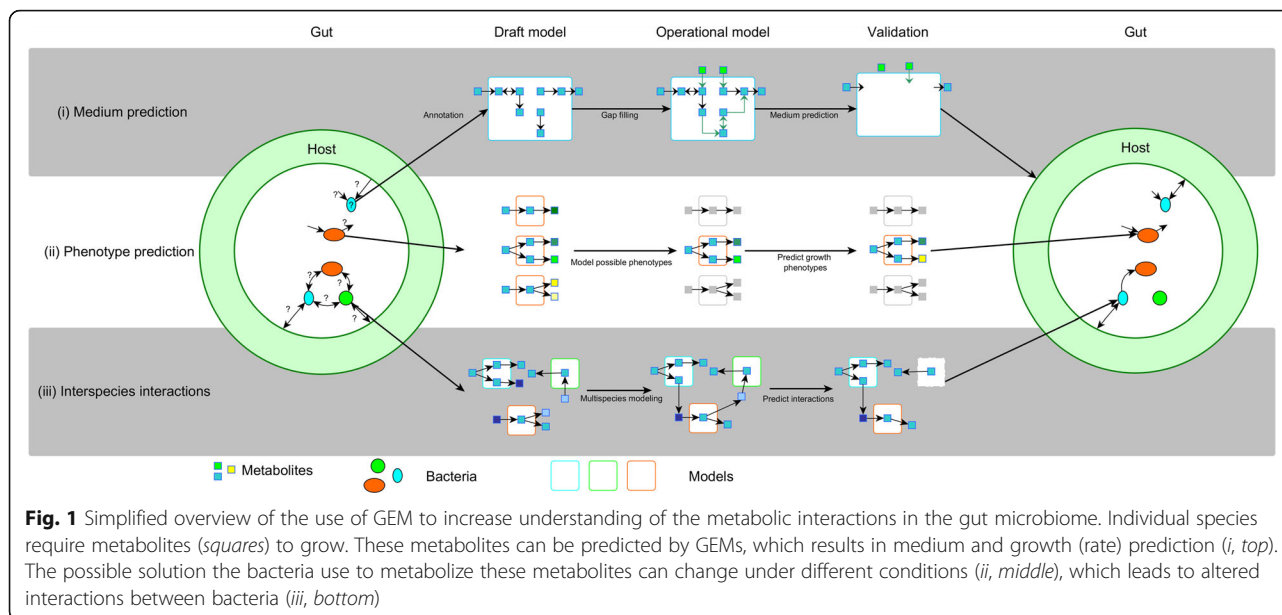 Gut Draft model Operational model Validation Gut
(i) Medium prediction
Annotation Gap filling Medium prediction
Host Host
? ?
?
?
(ii) Phenotype prediction
Model possible phenotypes Predict growth phenotypes
? ?
?
? ?
(iii) Interspecies interactions
Multispecies modeling Predict interactions
Metabolites Bacteria Models
Fig. 1 Simplified overview of the use of GEM to increase understanding of the metabolic interactions in the gut microbiome. Individual species
require metabolites (squares) to grow. These metabolites can be predicted by GEMs, which results in medium and growth (rate) prediction (i, top).
The possible solution the bacteria use to metabolize these metabolites can change under different conditions (ii, middle), which leads to altered
interactions between bacteria (iii, bottom)